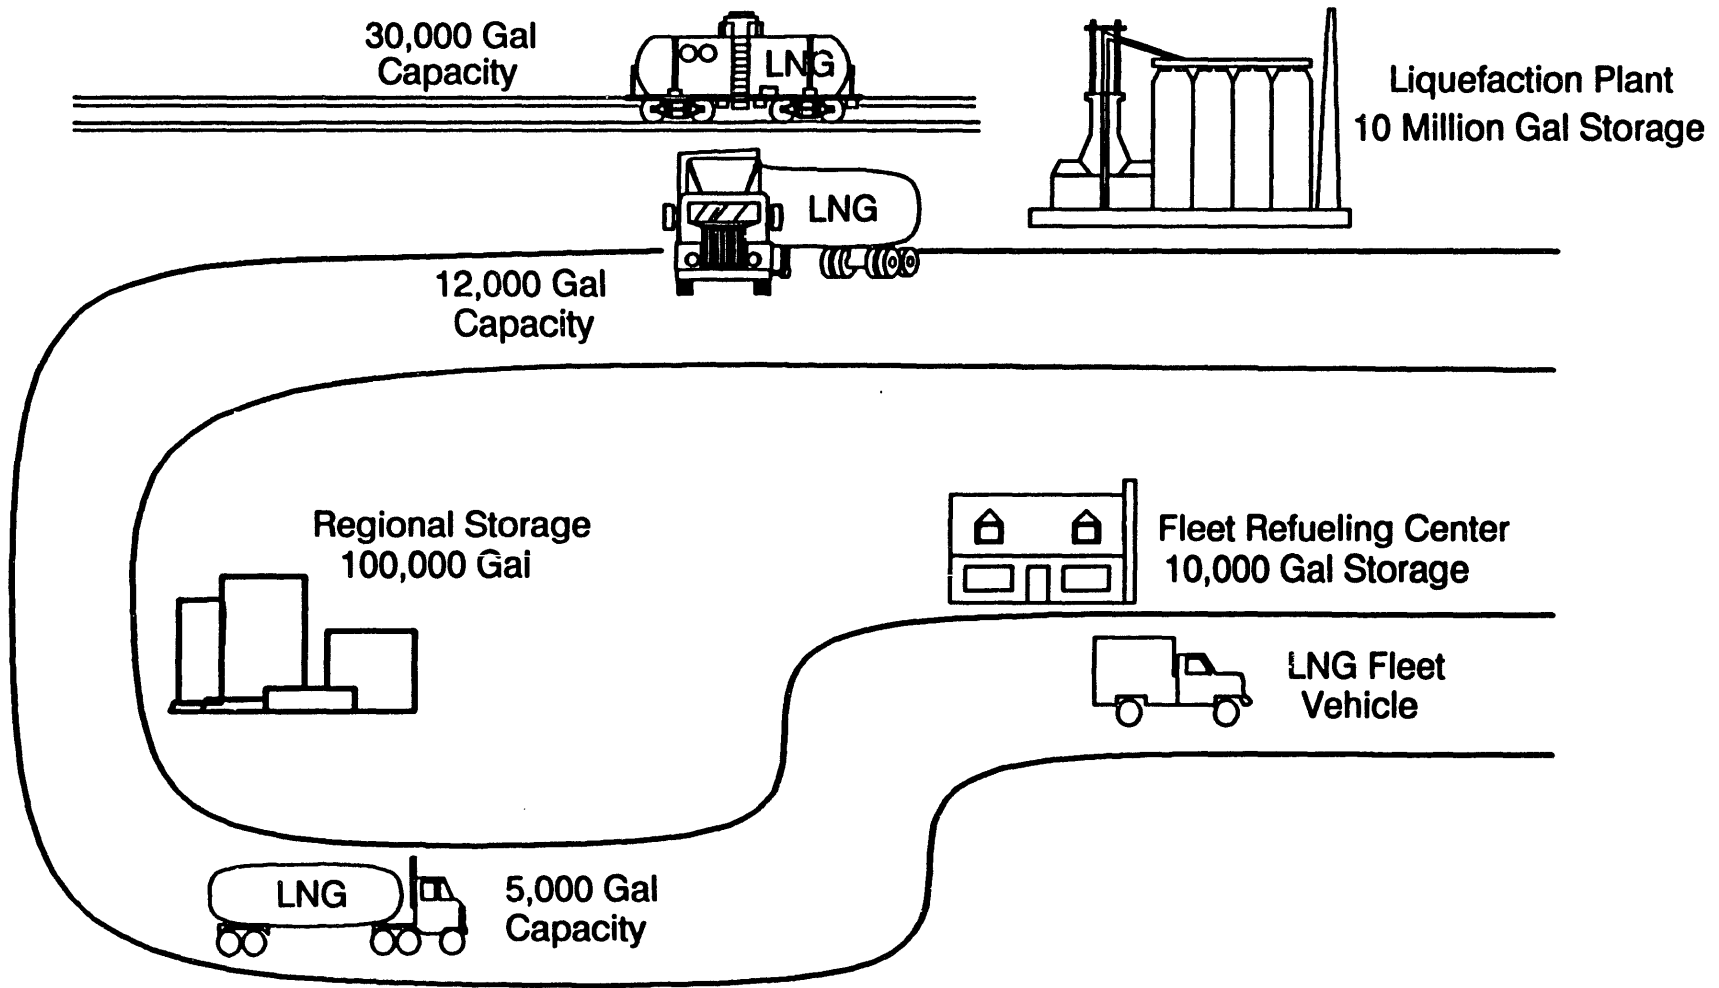 30,000 Gal
Capacity
LNG
Liquefaction Plant
10 Million Gal Storage
LNG
12,000 Gal
Capacity
Regional Storage
100,000 Gai
Fleet Refueling Center
10,000 Gal Storage
LNG Fleet
Vehicle
LNG
5,000 Gal
Capacity